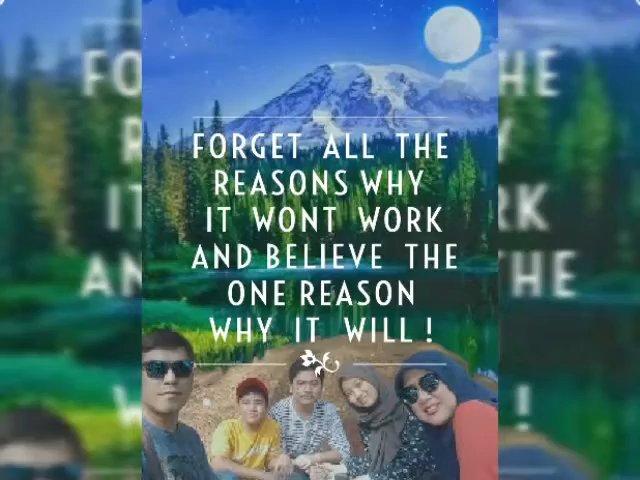 FORGET ALL THE
REASONS WHY
IT WONT WORK
AND BELIEVE THE
ONE REASON
WHY IT WILL !